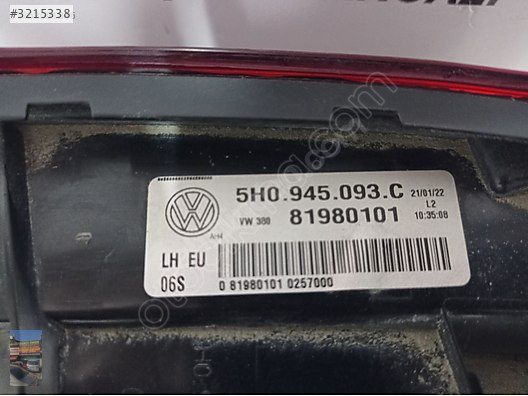 #3215338
5H0.945.093.C 21/01/22
VW 380 81980101 L2
10:35:08
LH EU
06S 0 81980101 0257000